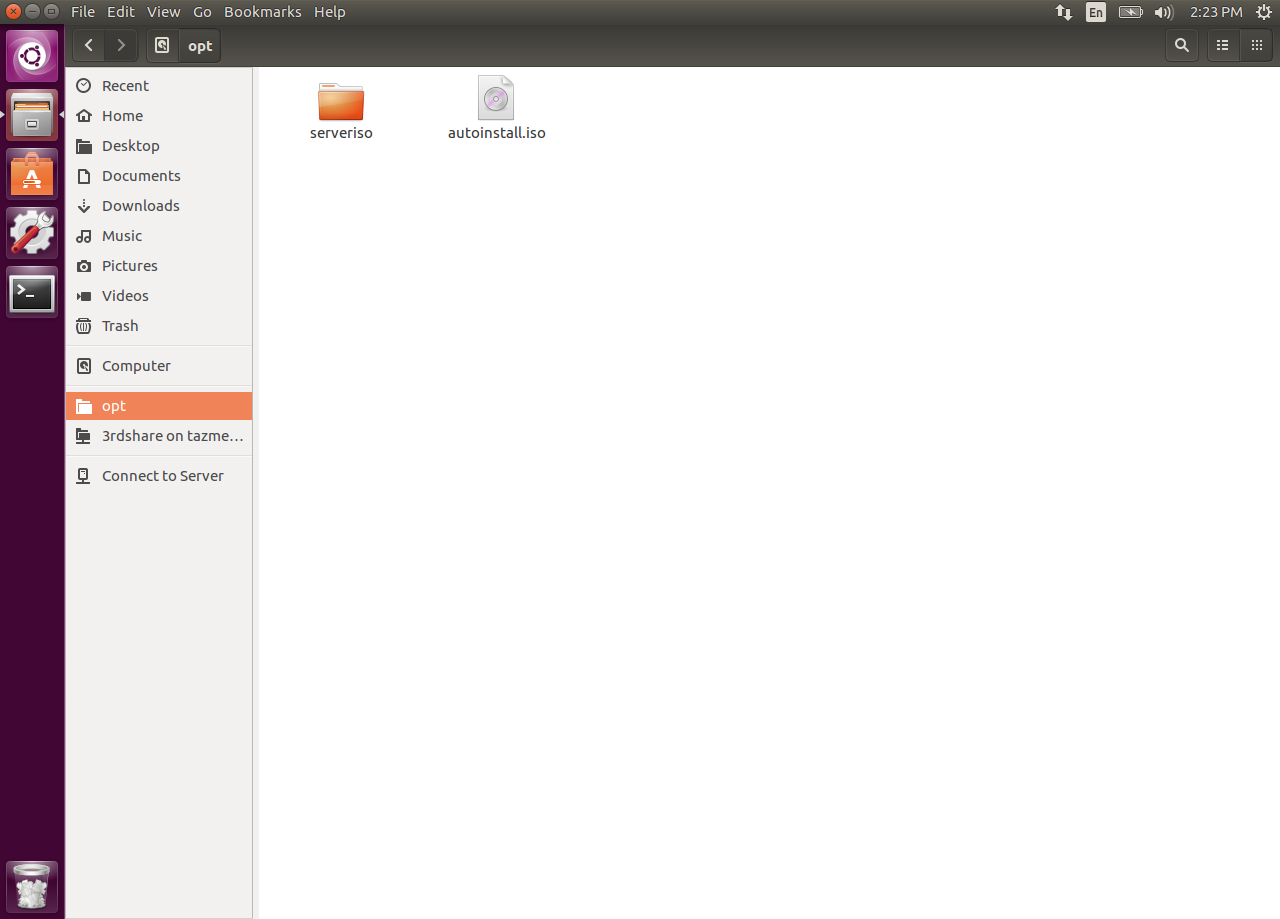 File Edit View Go Bookmarks Help
En
2:23 PM
opt
Recent
Home
Desktop
Documents
Downloads
Music
Pictures
Videos
Trash
Computer
opt
3rdshare on tazme…
Connect to Server
serveriso
autoinstall.iso